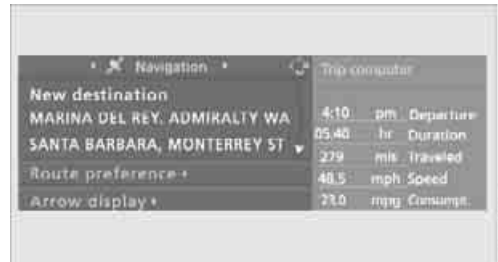 Navigation
New destination
MARINA DEL REY. ADMIRALTY WA
SANTA BARBARA, MONTERREY ST
Route preference
Arrow display
Trip computer
4:10 pm Departure
05.40 hr Duration
279 mls Traveled
48.5 mph Speed
23.0 mpg Consumpt.